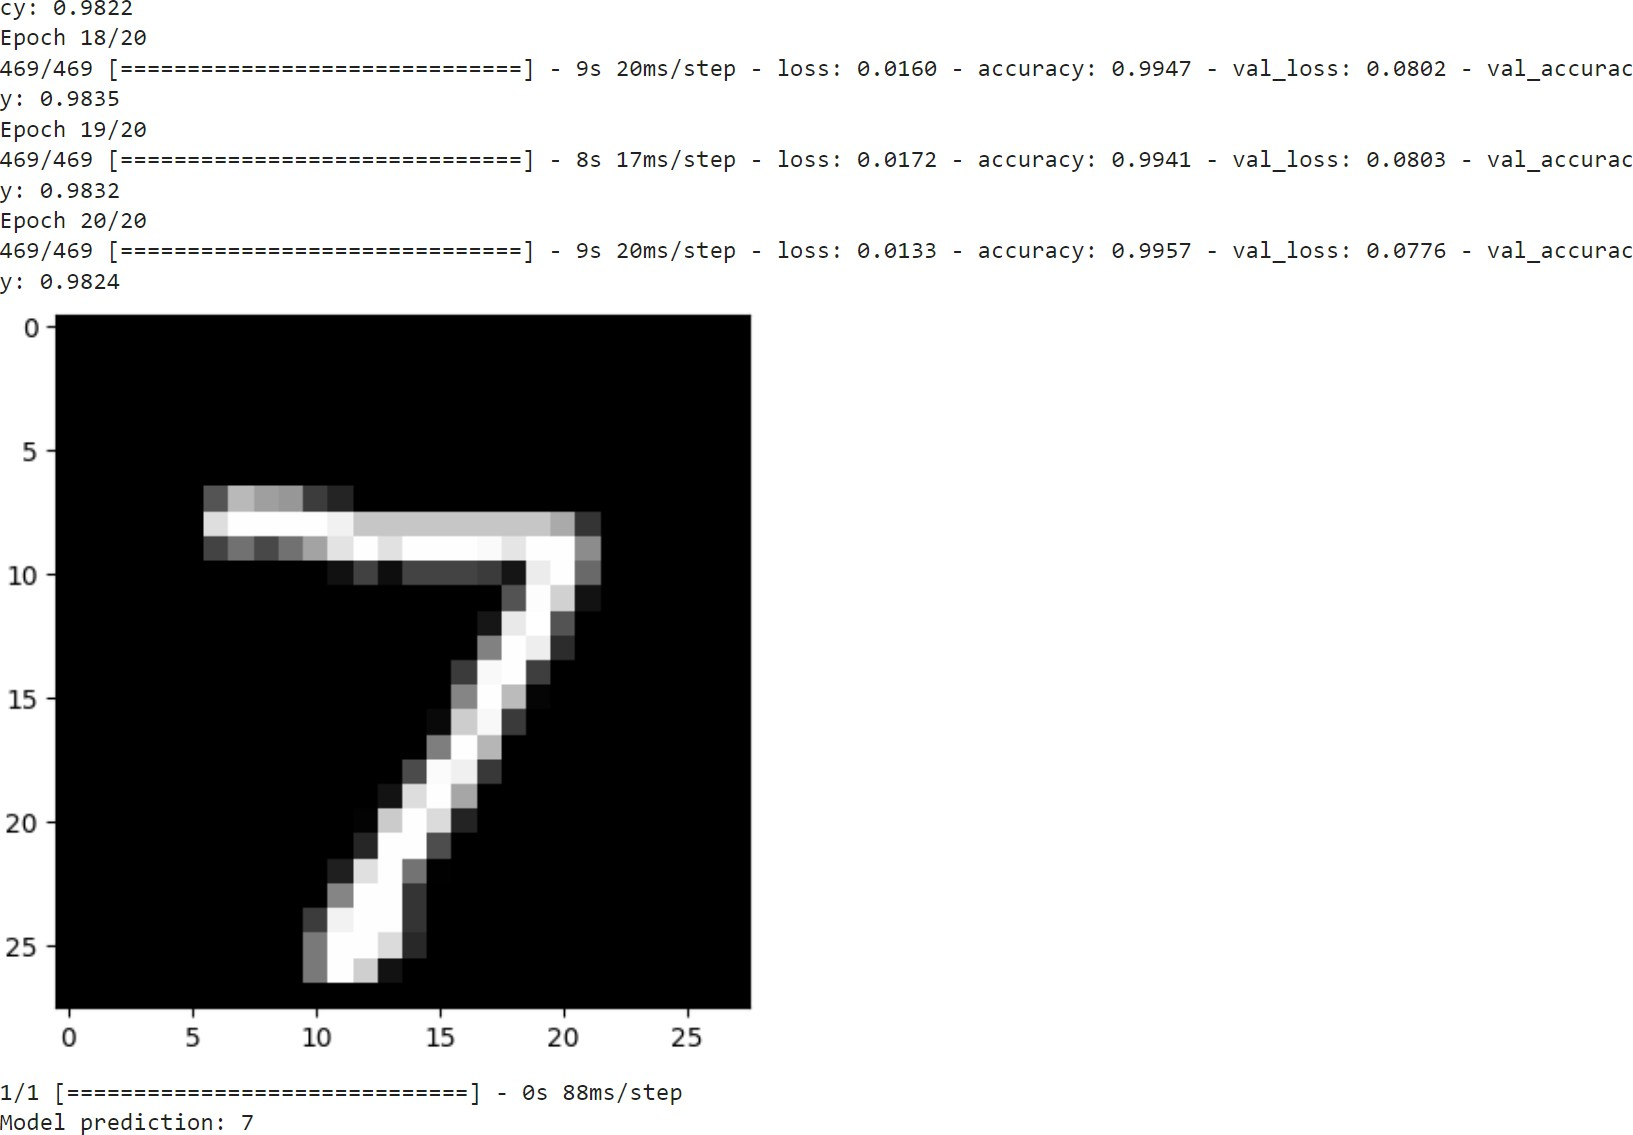 cy: 0.9822
Epoch 18/20
469/469 [==============================] - 9s 20ms/step - loss: 0.0160 - accuracy: 0.9947 - val_loss: 0.0802 - val_accurac
y: 0.9835
Epoch 19/20
469/469 [==============================] - 8s 17ms/step - loss: 0.0172 - accuracy: 0.9941 - val_loss: 0.0803 - val_accurac
y: 0.9832
Epoch 20/20
469/469 [==============================] - 9s 20ms/step - loss: 0.0133 - accuracy: 0.9957 - val_loss: 0.0776 - val_accurac
y: 0.9824
0
5
10
15
20
25
7
0 5 10 15 20 25
1/1 [==============================] - 0s 88ms/step
Model prediction: 7